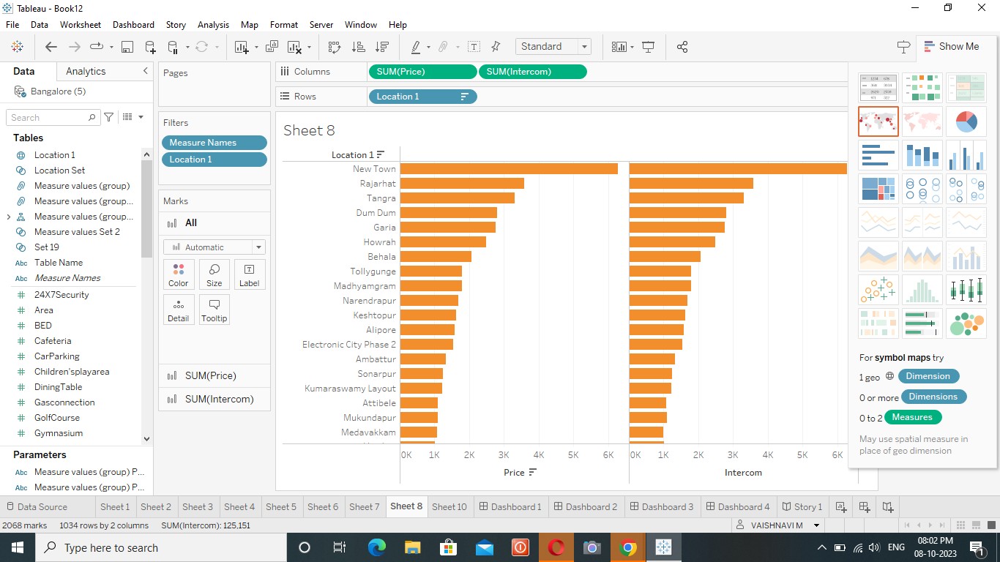 Tableau - Book12
File Data Worksheet Dashboard Story Analysis Map Format Server Window Help
Standard
Show Me
Data Analytics
Bangalore (5)
Search
Tables
Location 1
Location Set
Measure values (group)
Measure values (group...
Measure values (group...
Measure values Set 2
Set 19
Abc Table Name
Abc Measure Names
24X7Security
Area
BED
Cafeteria
CarParking
Children'splayarea
DiningTable
Gasconnection
GolfCourse
Gymnasium
Parameters
Abc Measure values (group) P...
Abc Measure values (group) P...
Pages
Filters
Measure Names
Location 1
Marks
All
Automatic
Color Size Label
Detail Tooltip
SUM(Price)
SUM(Intercom)
Columns SUM(Price) SUM(Intercom)
Rows Location 1
Sheet 8
Location 1
New Town
Rajarhat
Tangra
Dum Dum
Garia
Howrah
Behala
Tollygunge
Madhyamgram
Narendrapur
Keshtopur
Alipore
Electronic City Phase 2
Ambattur
Sonarpur
Kumaraswamy Layout
Attibele
Mukundapur
Medavakkam
0K 1K 2K 3K 4K 5K 6K 0K 1K 2K 3K 4K 5K 6K
Price Intercom
For symbol maps try
1 geo Dimension
0 or more Dimensions
0 to 2 Measures
May use spatial measure in
place of geo dimension
Data Source Sheet 1 Sheet 2 Sheet 3 Sheet 4 Sheet 5 Sheet 6 Sheet 7 Sheet 8 Sheet 10 Dashboard 1 Dashboard 2 Dashboard 3 Dashboard 4 Story 1
2068 marks 1034 rows by 2 columns SUM(Intercom): 125,151 VAISHNAVI M
Type here to search
ENG
08:02 PM
08-10-2023
1